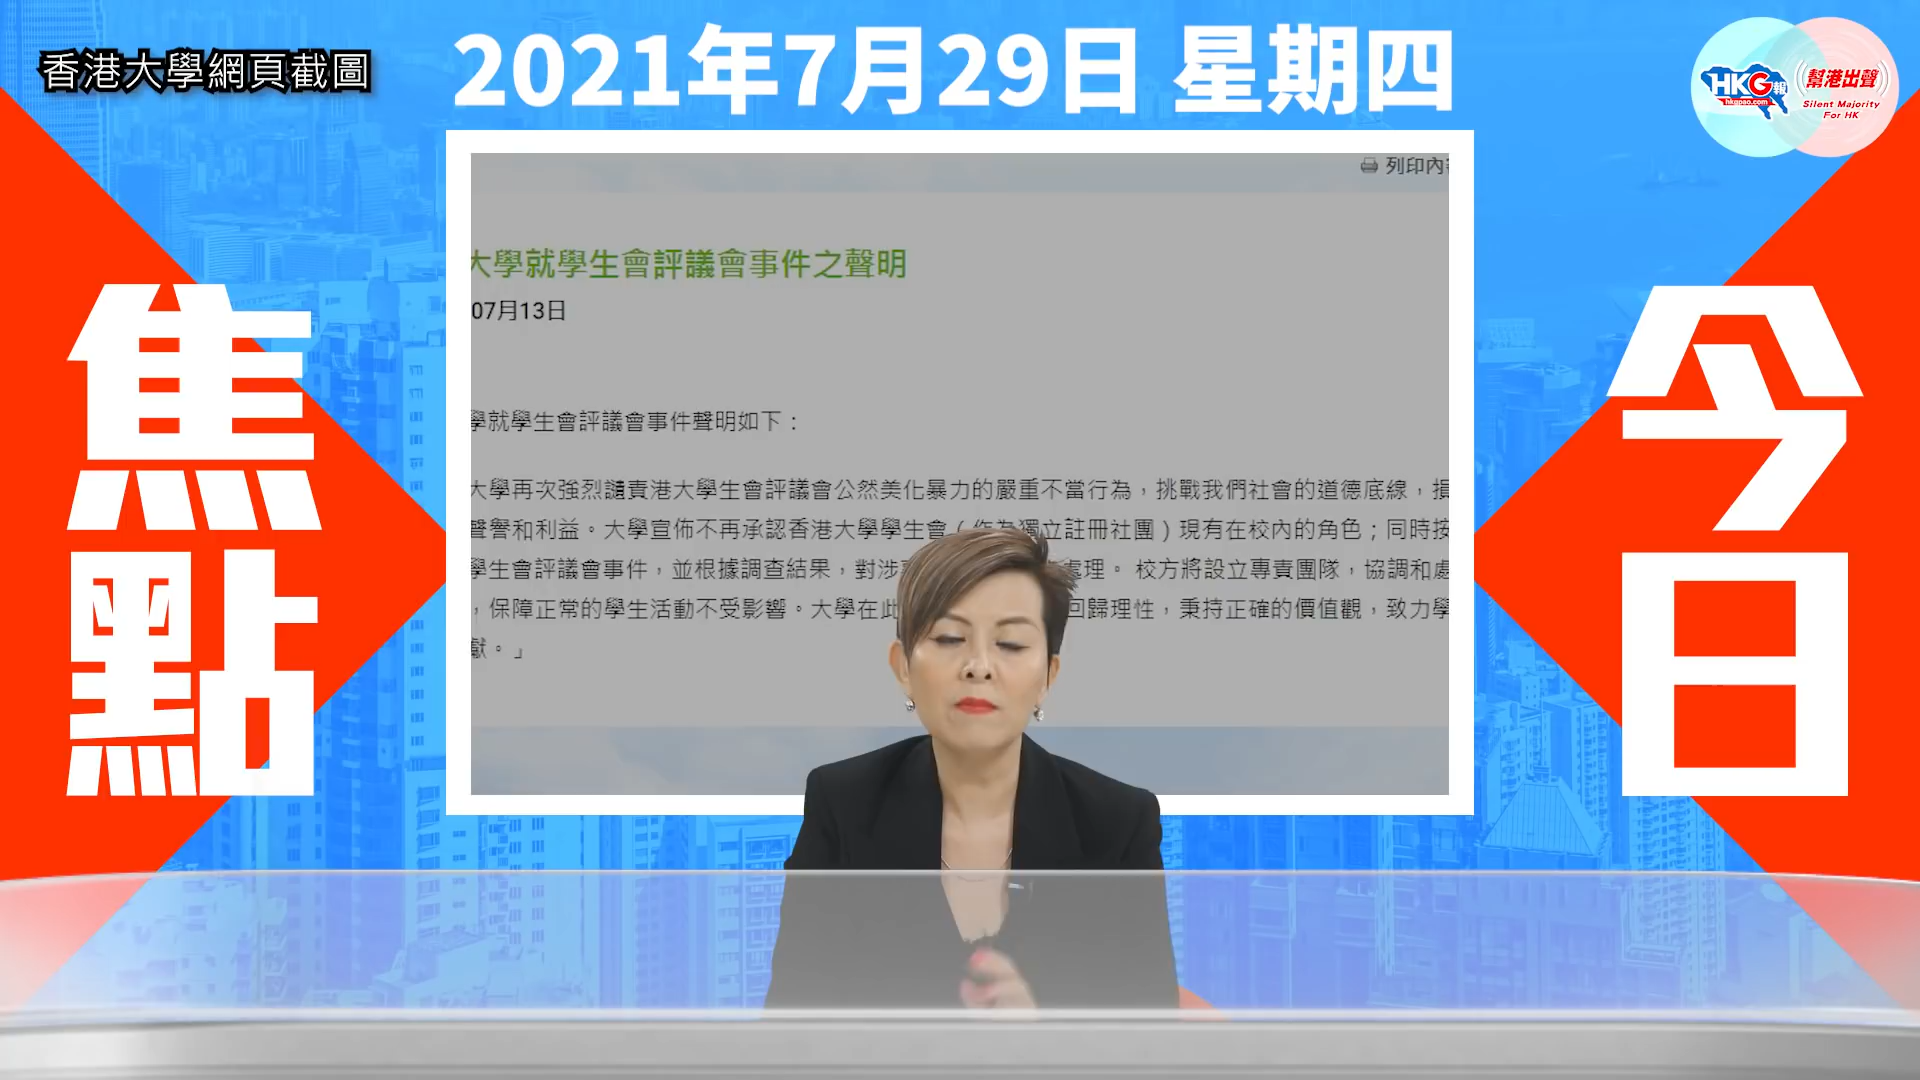 香港大學網頁截圖
2021年7月29日 星期四
HKG報
hkgpao.com
幫港出聲
Silent Majority
For HK
焦點
今日
列印內
大學就學生會評議會事件之聲明
07月13日
學就學生會評議會事件聲明如下：
大學再次強烈譴責港大學生會評議會公然美化暴力的嚴重不當行為，挑戰我們社會的道德底線，損
聲譽和利益。大學宣佈不再承認香港大學學生會（作為獨立註冊社團）現有在校內的角色；同時按
學生會評議會事件，並根據調查結果，對涉 處理。 校方將設立專責團隊，協調和處
，保障正常的學生活動不受影響。大學在此 回歸理性，秉持正確的價值觀，致力學
獻。」